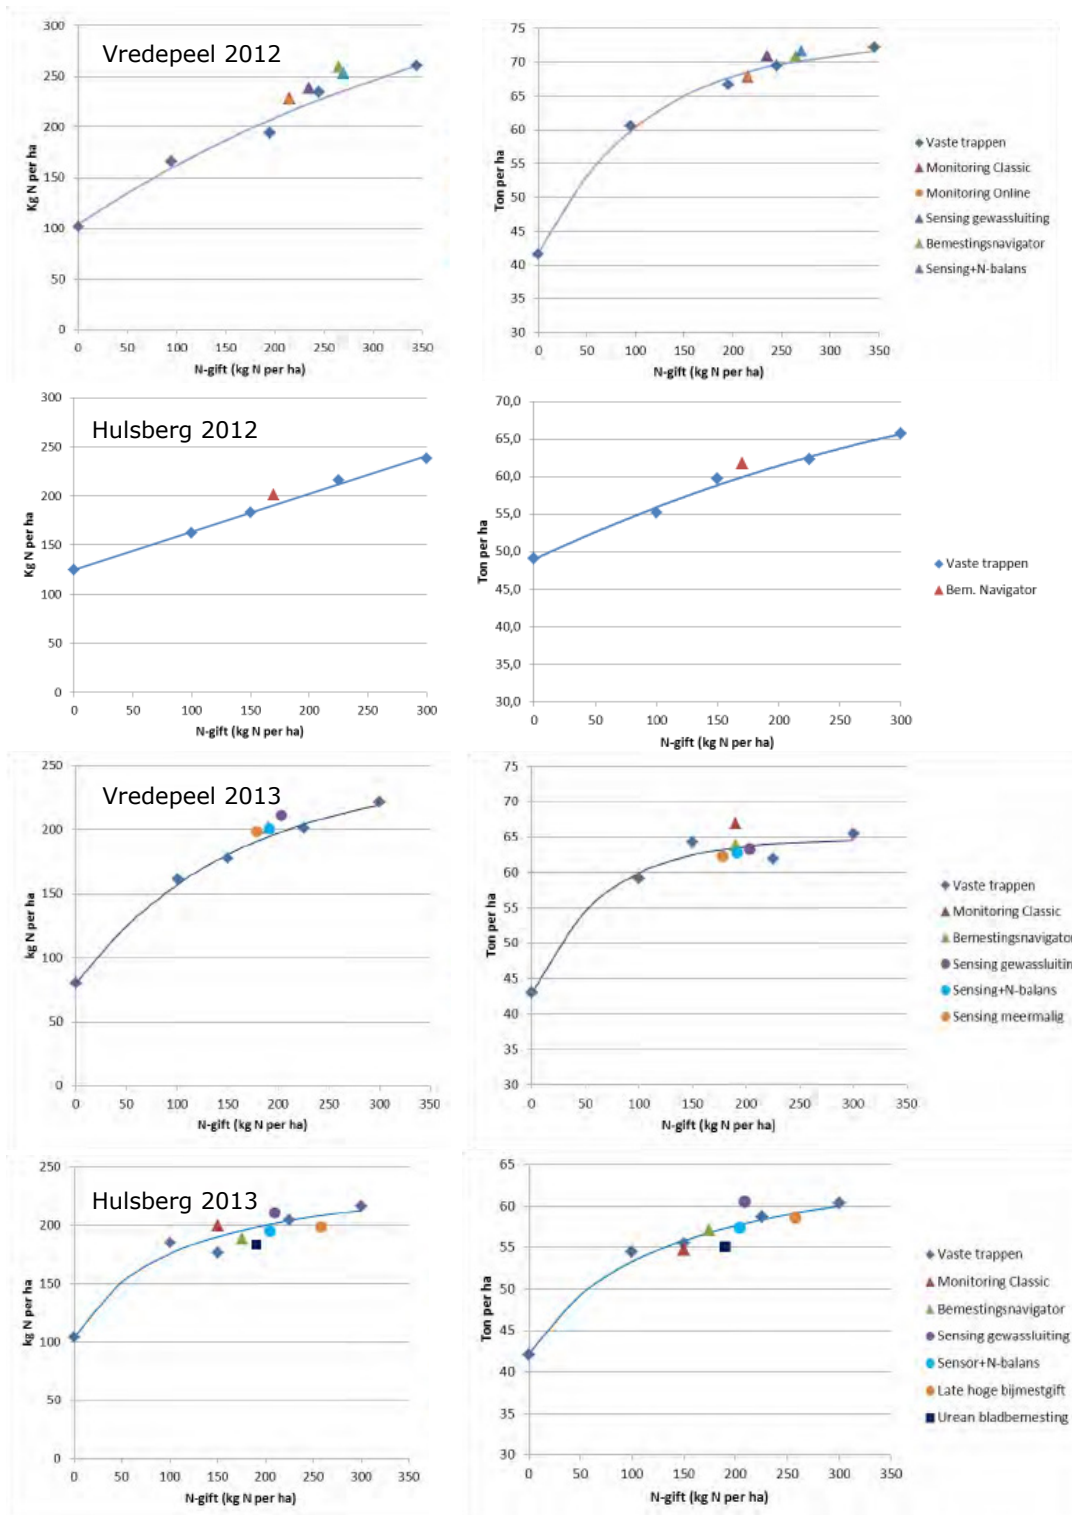 Vredepeel 2012
300
250
200
150
100
50
0
Kg N per ha
0 50 100 150 200 250 300 350
N-gift (kg N per ha)
75
70
65
60
55
50
45
40
35
30
Ton per ha
0 50 100 150 200 250 300 350
N-gift (kg N per ha)
Vaste trappen
Monitoring Classic
Monitoring Online
Sensing gewassluiting
Bemestingsnavigator
Sensing+N-balans
Hulsberg 2012
300
250
200
150
100
50
0
Kg N per ha
0 50 100 150 200 250 300
N-gift (kg N per ha)
70,0
65,0
60,0
55,0
50,0
45,0
40,0
35,0
30,0
Ton per ha
0 50 100 150 200 250 300
N-gift (kg N per ha)
Vaste trappen
Bem. Navigator
Vredepeel 2013
250
200
150
100
50
0
kg N per ha
0 50 100 150 200 250 300 350
N-gift (kg N per ha)
75
70
65
60
55
50
45
40
35
30
Ton per ha
0 50 100 150 200 250 300 350
N-gift (kg N per ha)
Vaste trappen
Monitoring Classic
Bemestingsnavigator
Sensing gewassluitin
Sensing+N-balans
Sensing meermalig
Hulsberg 2013
250
200
150
100
50
0
kg N per ha
0 50 100 150 200 250 300 350
N-gift (kg N per ha)
65
60
55
50
45
40
35
30
Ton per ha
0 50 100 150 200 250 300 350
N-gift (kg N per ha)
Vaste trappen
Monitoring Classic
Bemestingsnavigator
Sensing gewassluiting
Sensor+N-balans
Late hoge bijmestgift
Urean bladbemesting